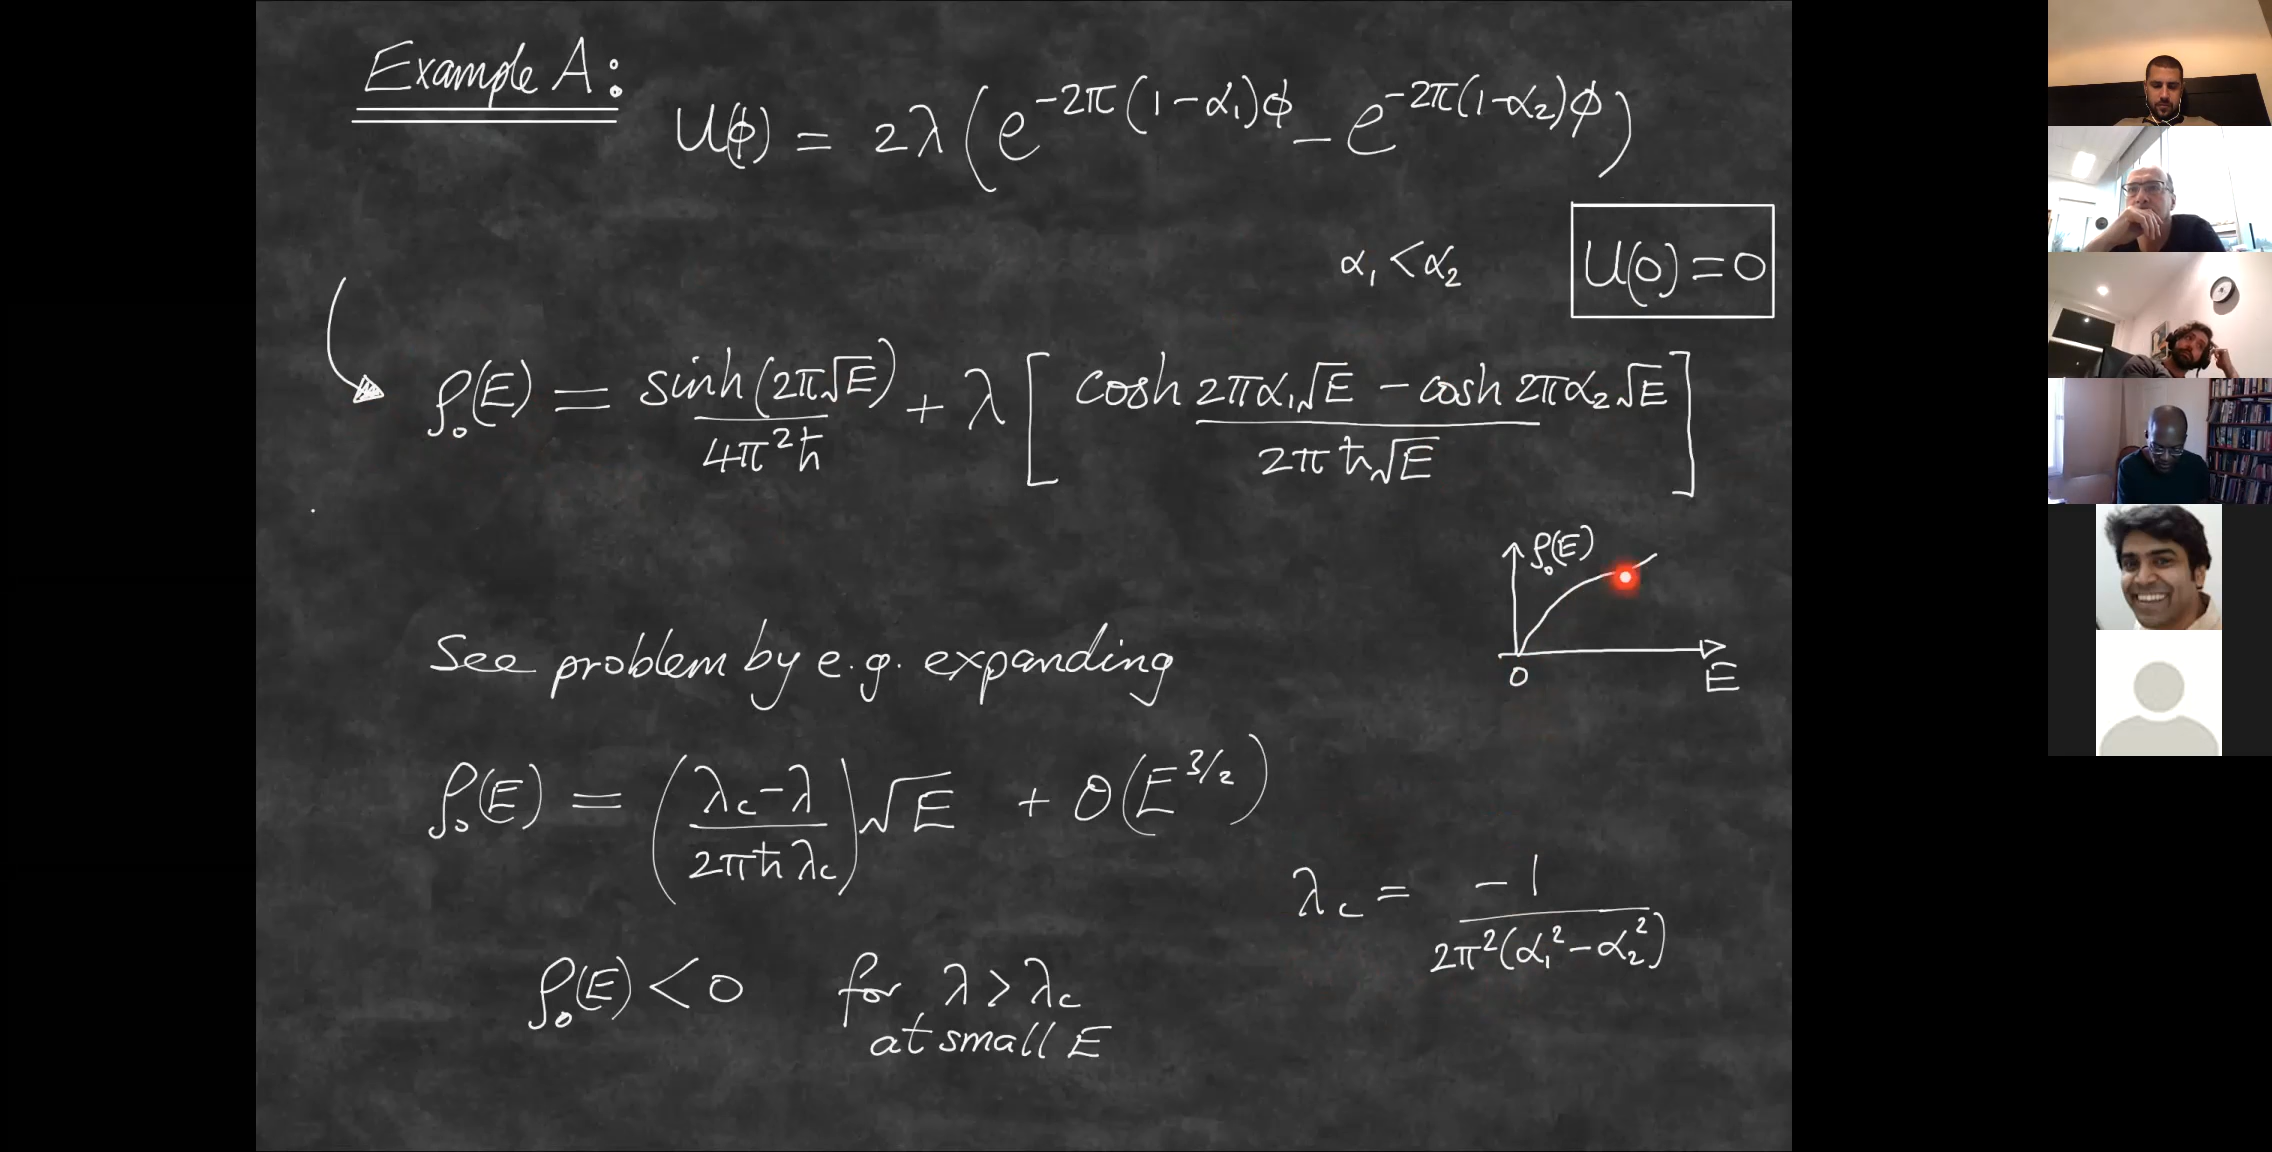 Example A:
U(ϕ) = 2λ(e^{-2π(1-α₁)ϕ} - e^{-2π(1-α₂)ϕ})
α₁ < α₂
U(0) = 0
ρ₀(E) = sinh(2π√E)/4π²ħ + λ[(cosh 2πα₁√E - cosh 2πα₂√E)/2πħ√E]
ρ₀(E)
0
E
See problem by e.g. expanding
ρ₀(E) = ((λc-λ)/2πħλc)√E + O(E^{3/2})
λc = -1/2π²(α₁²-α₂²)
ρ₀(E) < 0 for λ > λc
at small E